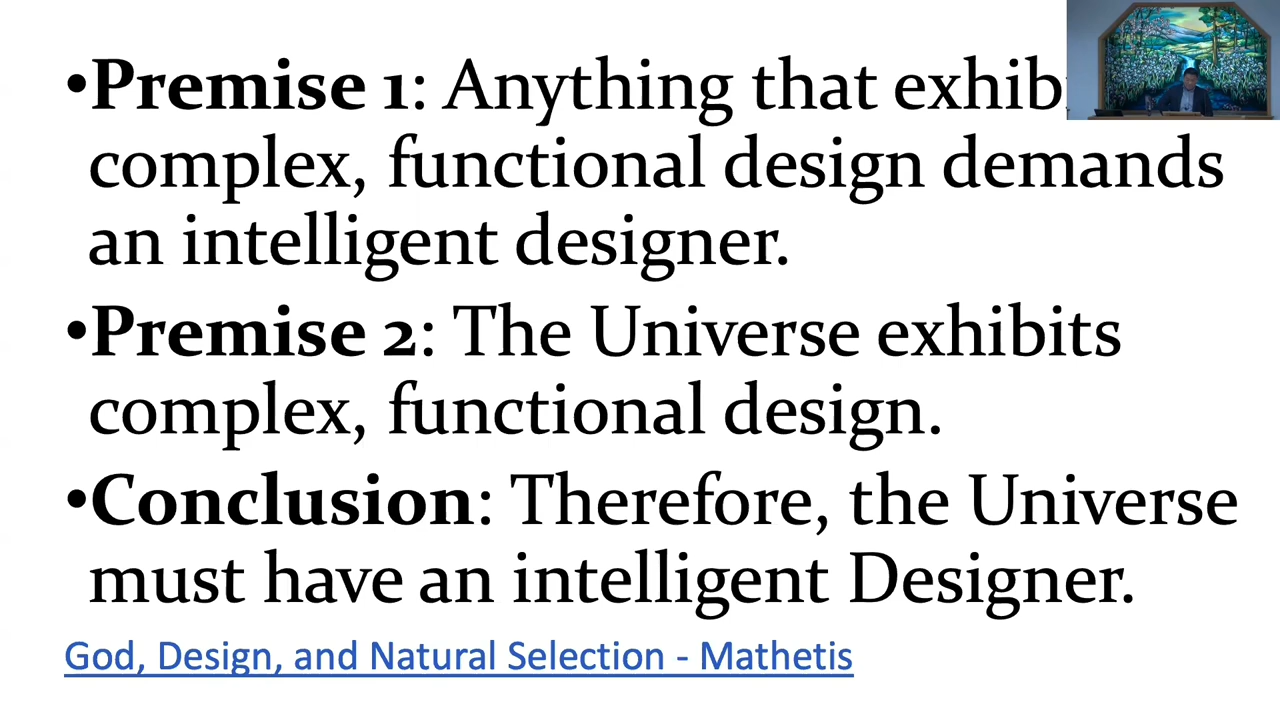 •Premise 1: Anything that
complex, functional design demands
an intelligent designer.
•Premise 2: The Universe exhibits
complex, functional design.
•Conclusion: Therefore, the Universe
must have an intelligent Designer.
God, Design, and Natural Selection - Mathetis